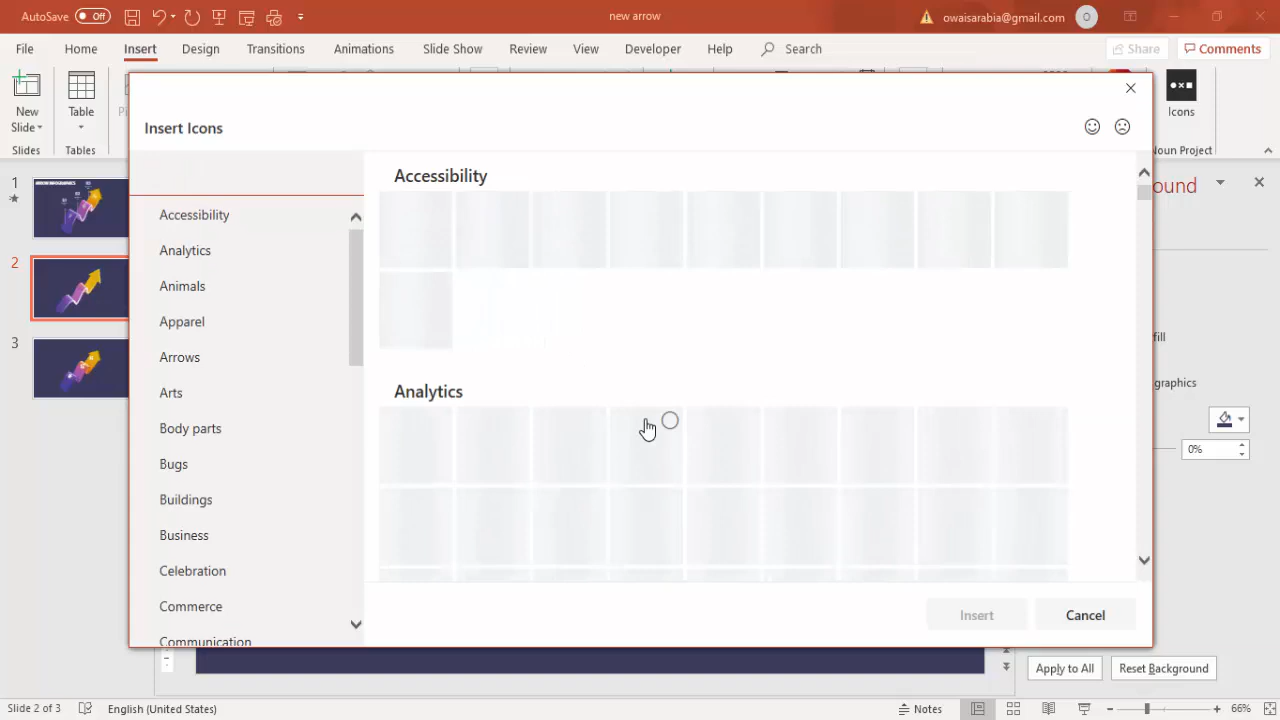 AutoSave Off
new arrow
owaisarabia@gmail.com
O
File Home Insert Design Transitions Animations Slide Show Review View Developer Help Search Share Comments
New Slide
Table
Icons
Slides
Tables
Noun Project
Insert Icons
Accessibility
Analytics
Animals
Apparel
Arrows
Arts
Body parts
Bugs
Buildings
Business
Celebration
Commerce
Communication
Accessibility
Analytics
Insert
Cancel
1
2
3
ound
fill
graphics
0%
Apply to All
Reset Background
Slide 2 of 3
English (United States)
Notes
66%